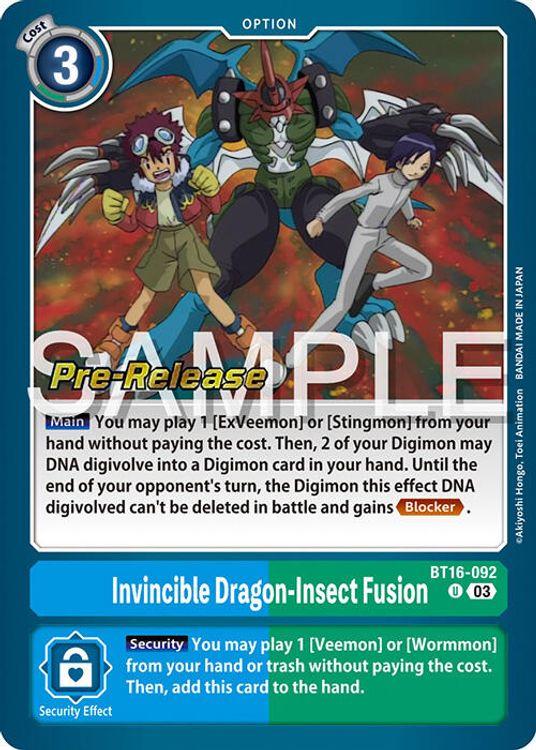 OPTION
Cost
3
SAMPLE
Pre-Release
Main You may play 1 [ExVeemon] or [Stingmon] from your
hand without paying the cost. Then, 2 of your Digimon may
DNA digivolve into a Digimon card in your hand. Until the
end of your opponent's turn, the Digimon this effect DNA
digivolved can't be deleted in battle and gains Blocker .
©Akiyoshi Hongo, Toei Animation BANDAI MADE IN JAPAN
BT16-092
Invincible Dragon-Insect Fusion U 03
Security You may play 1 [Veemon] or [Wormmon]
from your hand or trash without paying the cost.
Then, add this card to the hand.
Security Effect